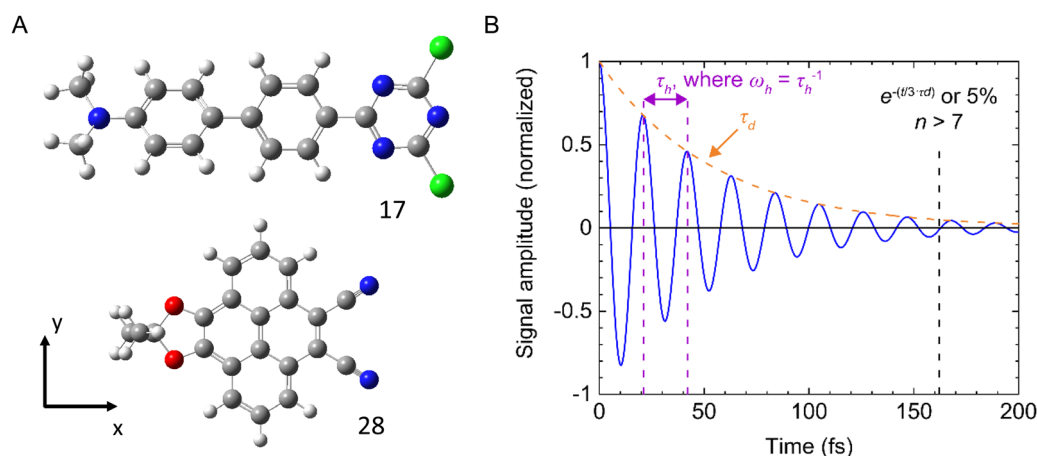 A
17
28
y
x
B
τh, where ωh = τh-1
e-(t/3·τd) or 5%
n > 7
τd
Signal amplitude (normalized)
1
0.5
0
-0.5
-1
0
50
100
150
200
Time (fs)